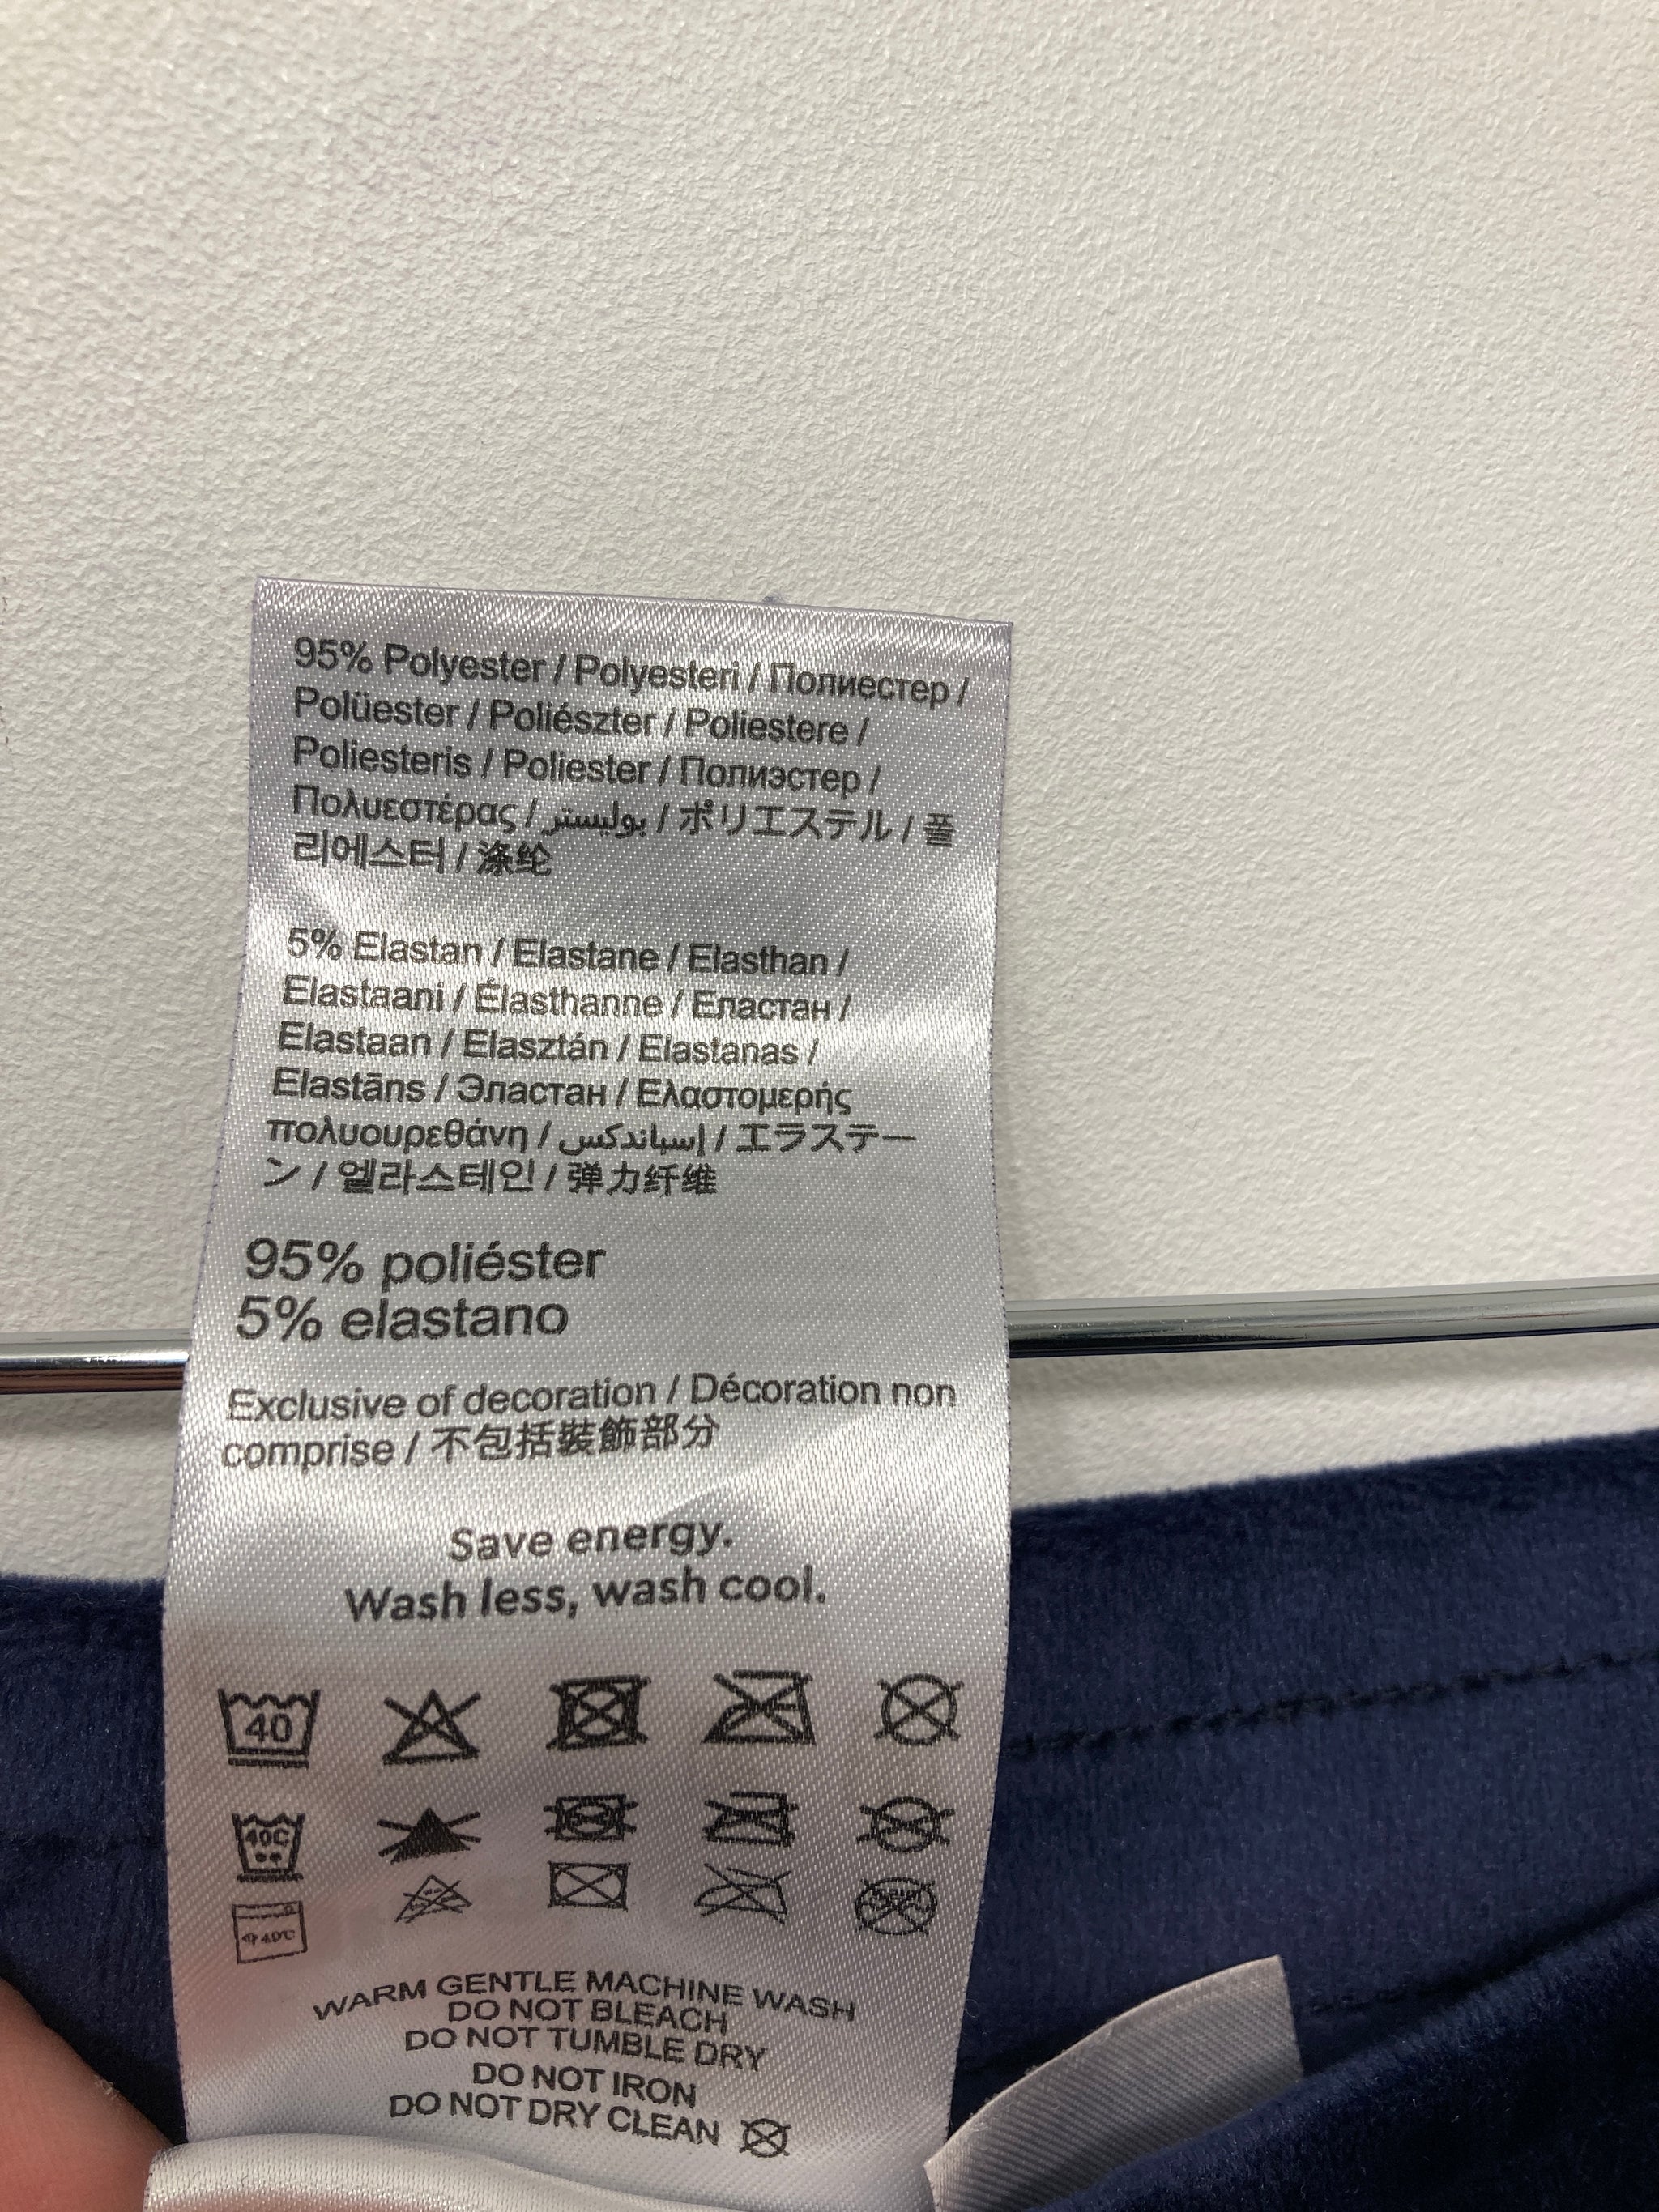 95% Polyester / Polyesteri / Полиестер /
Polüester / Poliészter / Poliestere /
Poliesteris / Poliester / Полиэстер /
Πολυεστέρας / بوليستر / ポリエステル / 폴
리에스터 / 涤纶
5% Elastan / Elastane / Elasthan /
Elastaani / Élasthanne / Еластан /
Elastaan / Elasztán / Elastanas /
Elastāns / Эластан / Ελαστομερής
πολυουρεθάνη / إسباندكس / エラステー
ン / 엘라스테인 / 弹力纤维
95% poliéster
5% elastano
Exclusive of decoration / Décoration non
comprise / 不包括裝飾部分
Save energy.
Wash less, wash cool.
40
40C
40℃
WARM GENTLE MACHINE WASH
DO NOT BLEACH
DO NOT TUMBLE DRY
DO NOT IRON
DO NOT DRY CLEAN